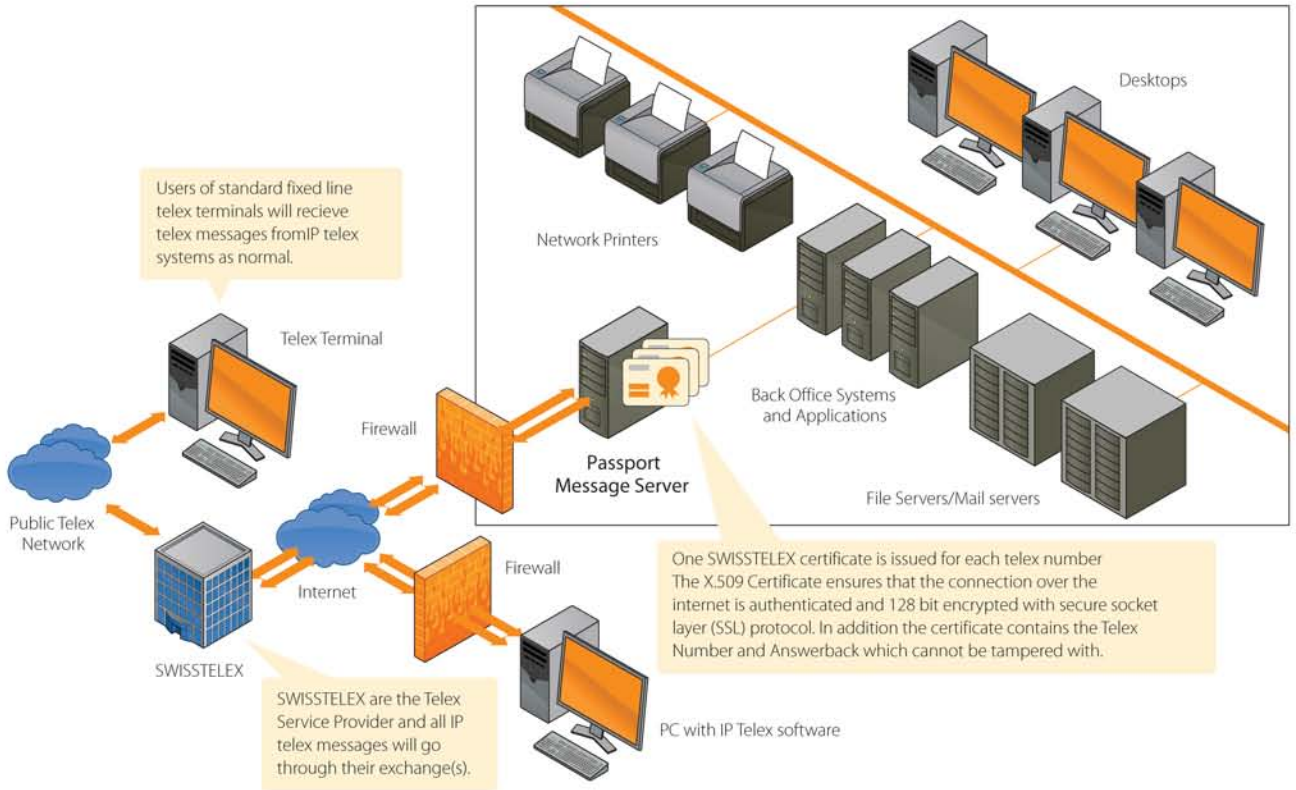 Desktops
Network Printers
Users of standard fixed line
telex terminals will recieve
telex messages fromIP telex
systems as normal.
Telex Terminal
Back Office Systems
and Applications
Firewall
Passport
Message Server
File Servers/Mail servers
Public Telex
Network
Internet
Firewall
One SWISSTELEX certificate is issued for each telex number
The X.509 Certificate ensures that the connection over the
internet is authenticated and 128 bit encrypted with secure socket
layer (SSL) protocol. In addition the certificate contains the Telex
Number and Answerback which cannot be tampered with.
SWISSTELEX
SWISSTELEX are the Telex
Service Provider and all IP
telex messages will go
through their exchange(s).
PC with IP Telex software